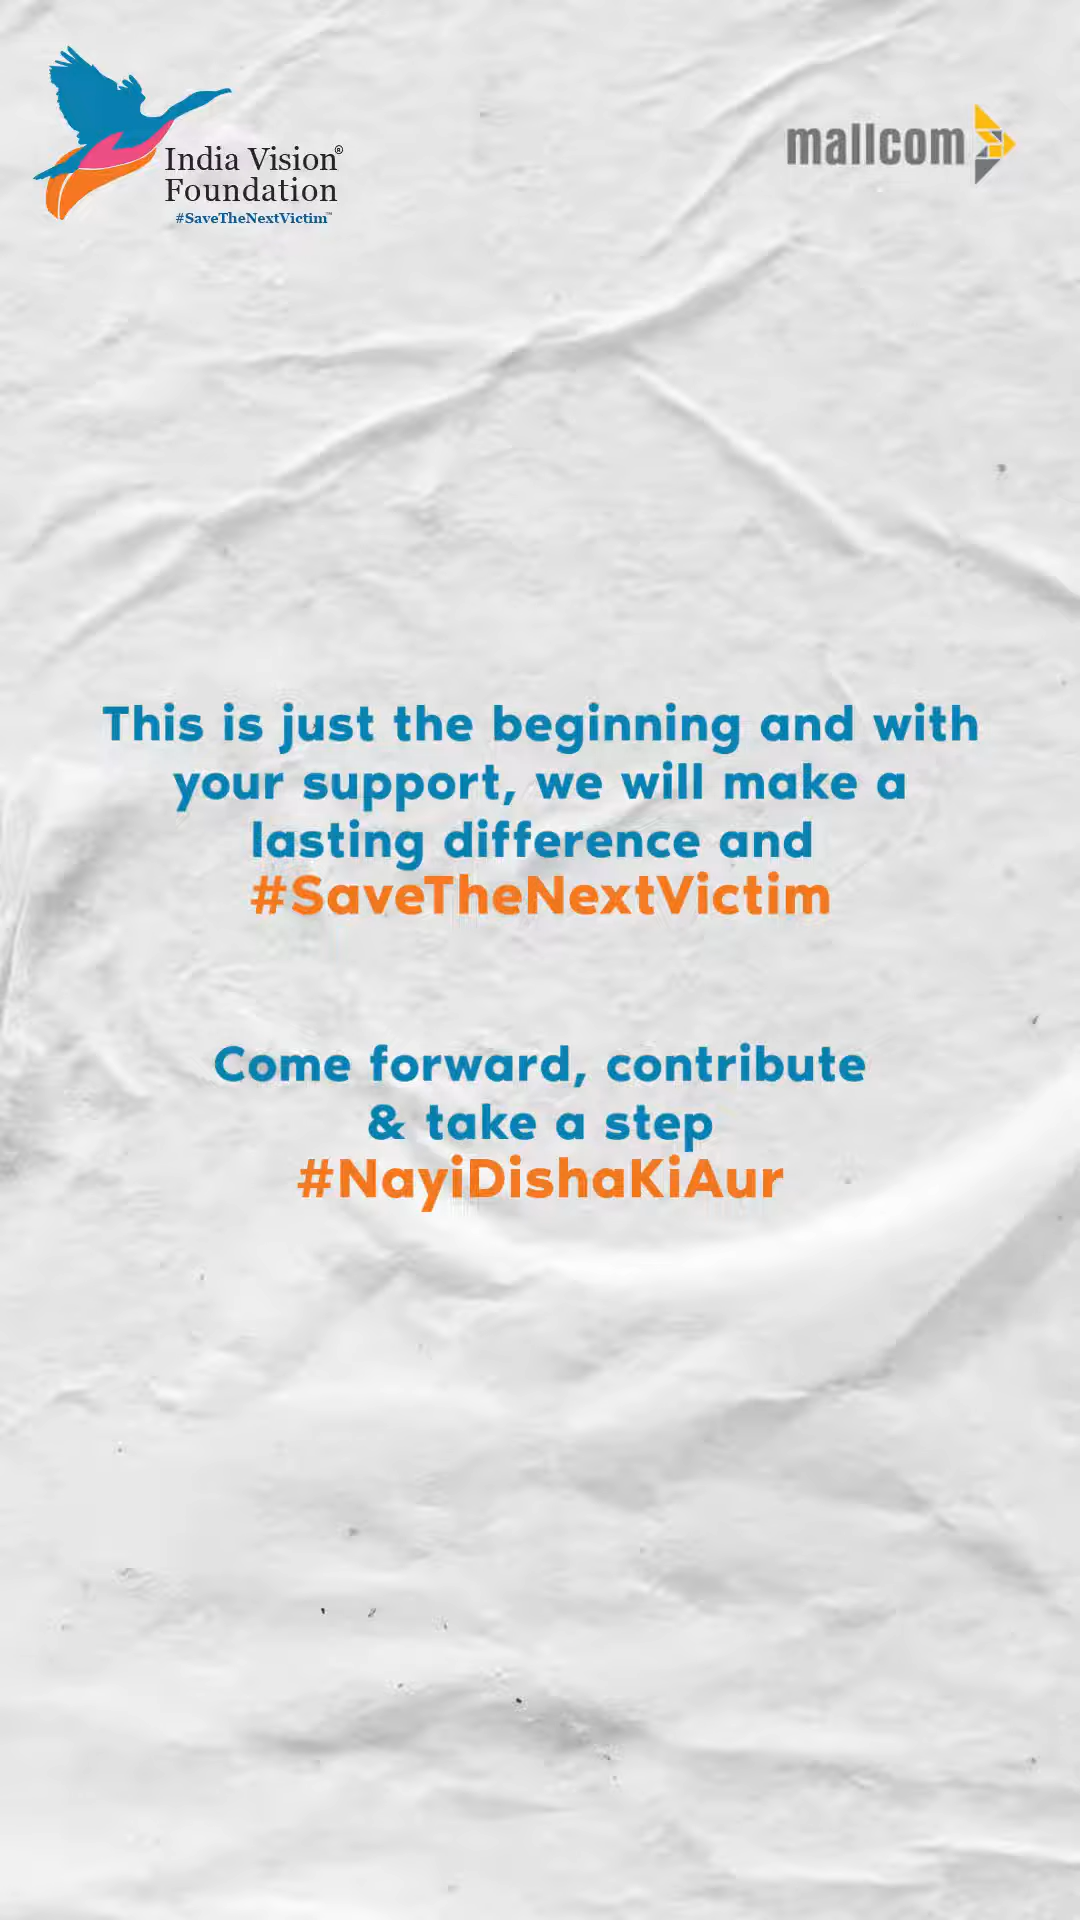 India Vision®
Foundation
#SaveTheNextVictim™
mallcom
This is just the beginning and with
your support, we will make a
lasting difference and
#SaveTheNextVictim
Come forward, contribute
& take a step
#NayiDishaKiAur